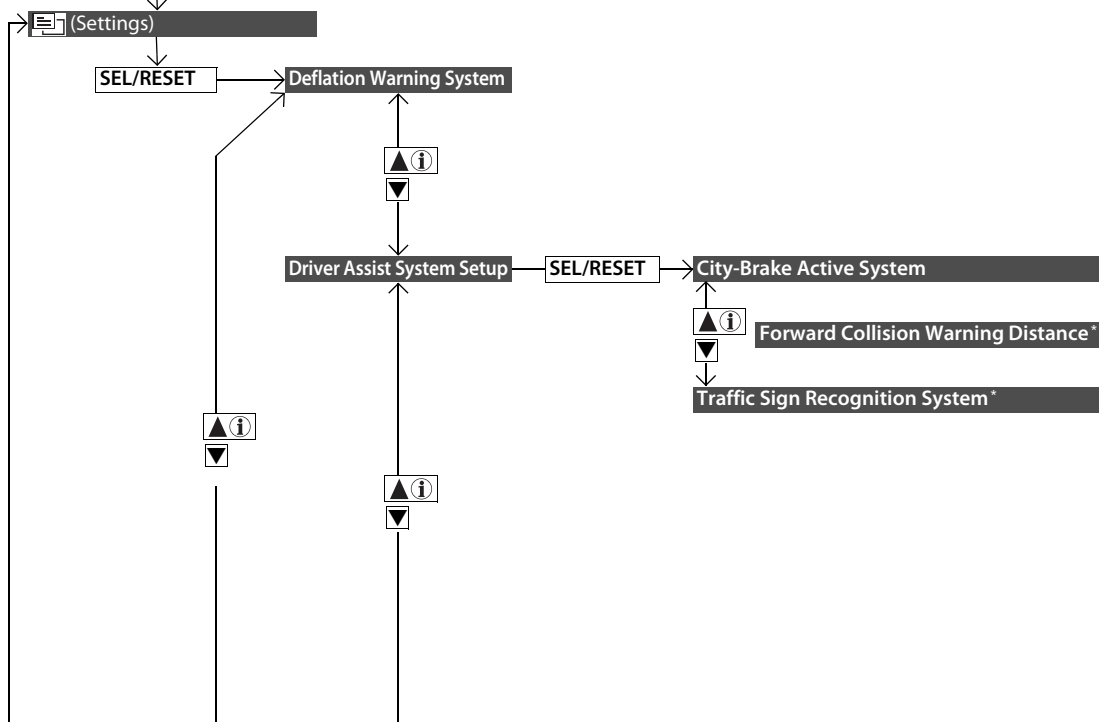 (Settings)
SEL/RESET
Deflation Warning System
▲ⓘ
▼
Driver Assist System Setup
SEL/RESET
City-Brake Active System
▲ⓘ
▼
Forward Collision Warning Distance*
Traffic Sign Recognition System*
▲ⓘ
▼
▲ⓘ
▼